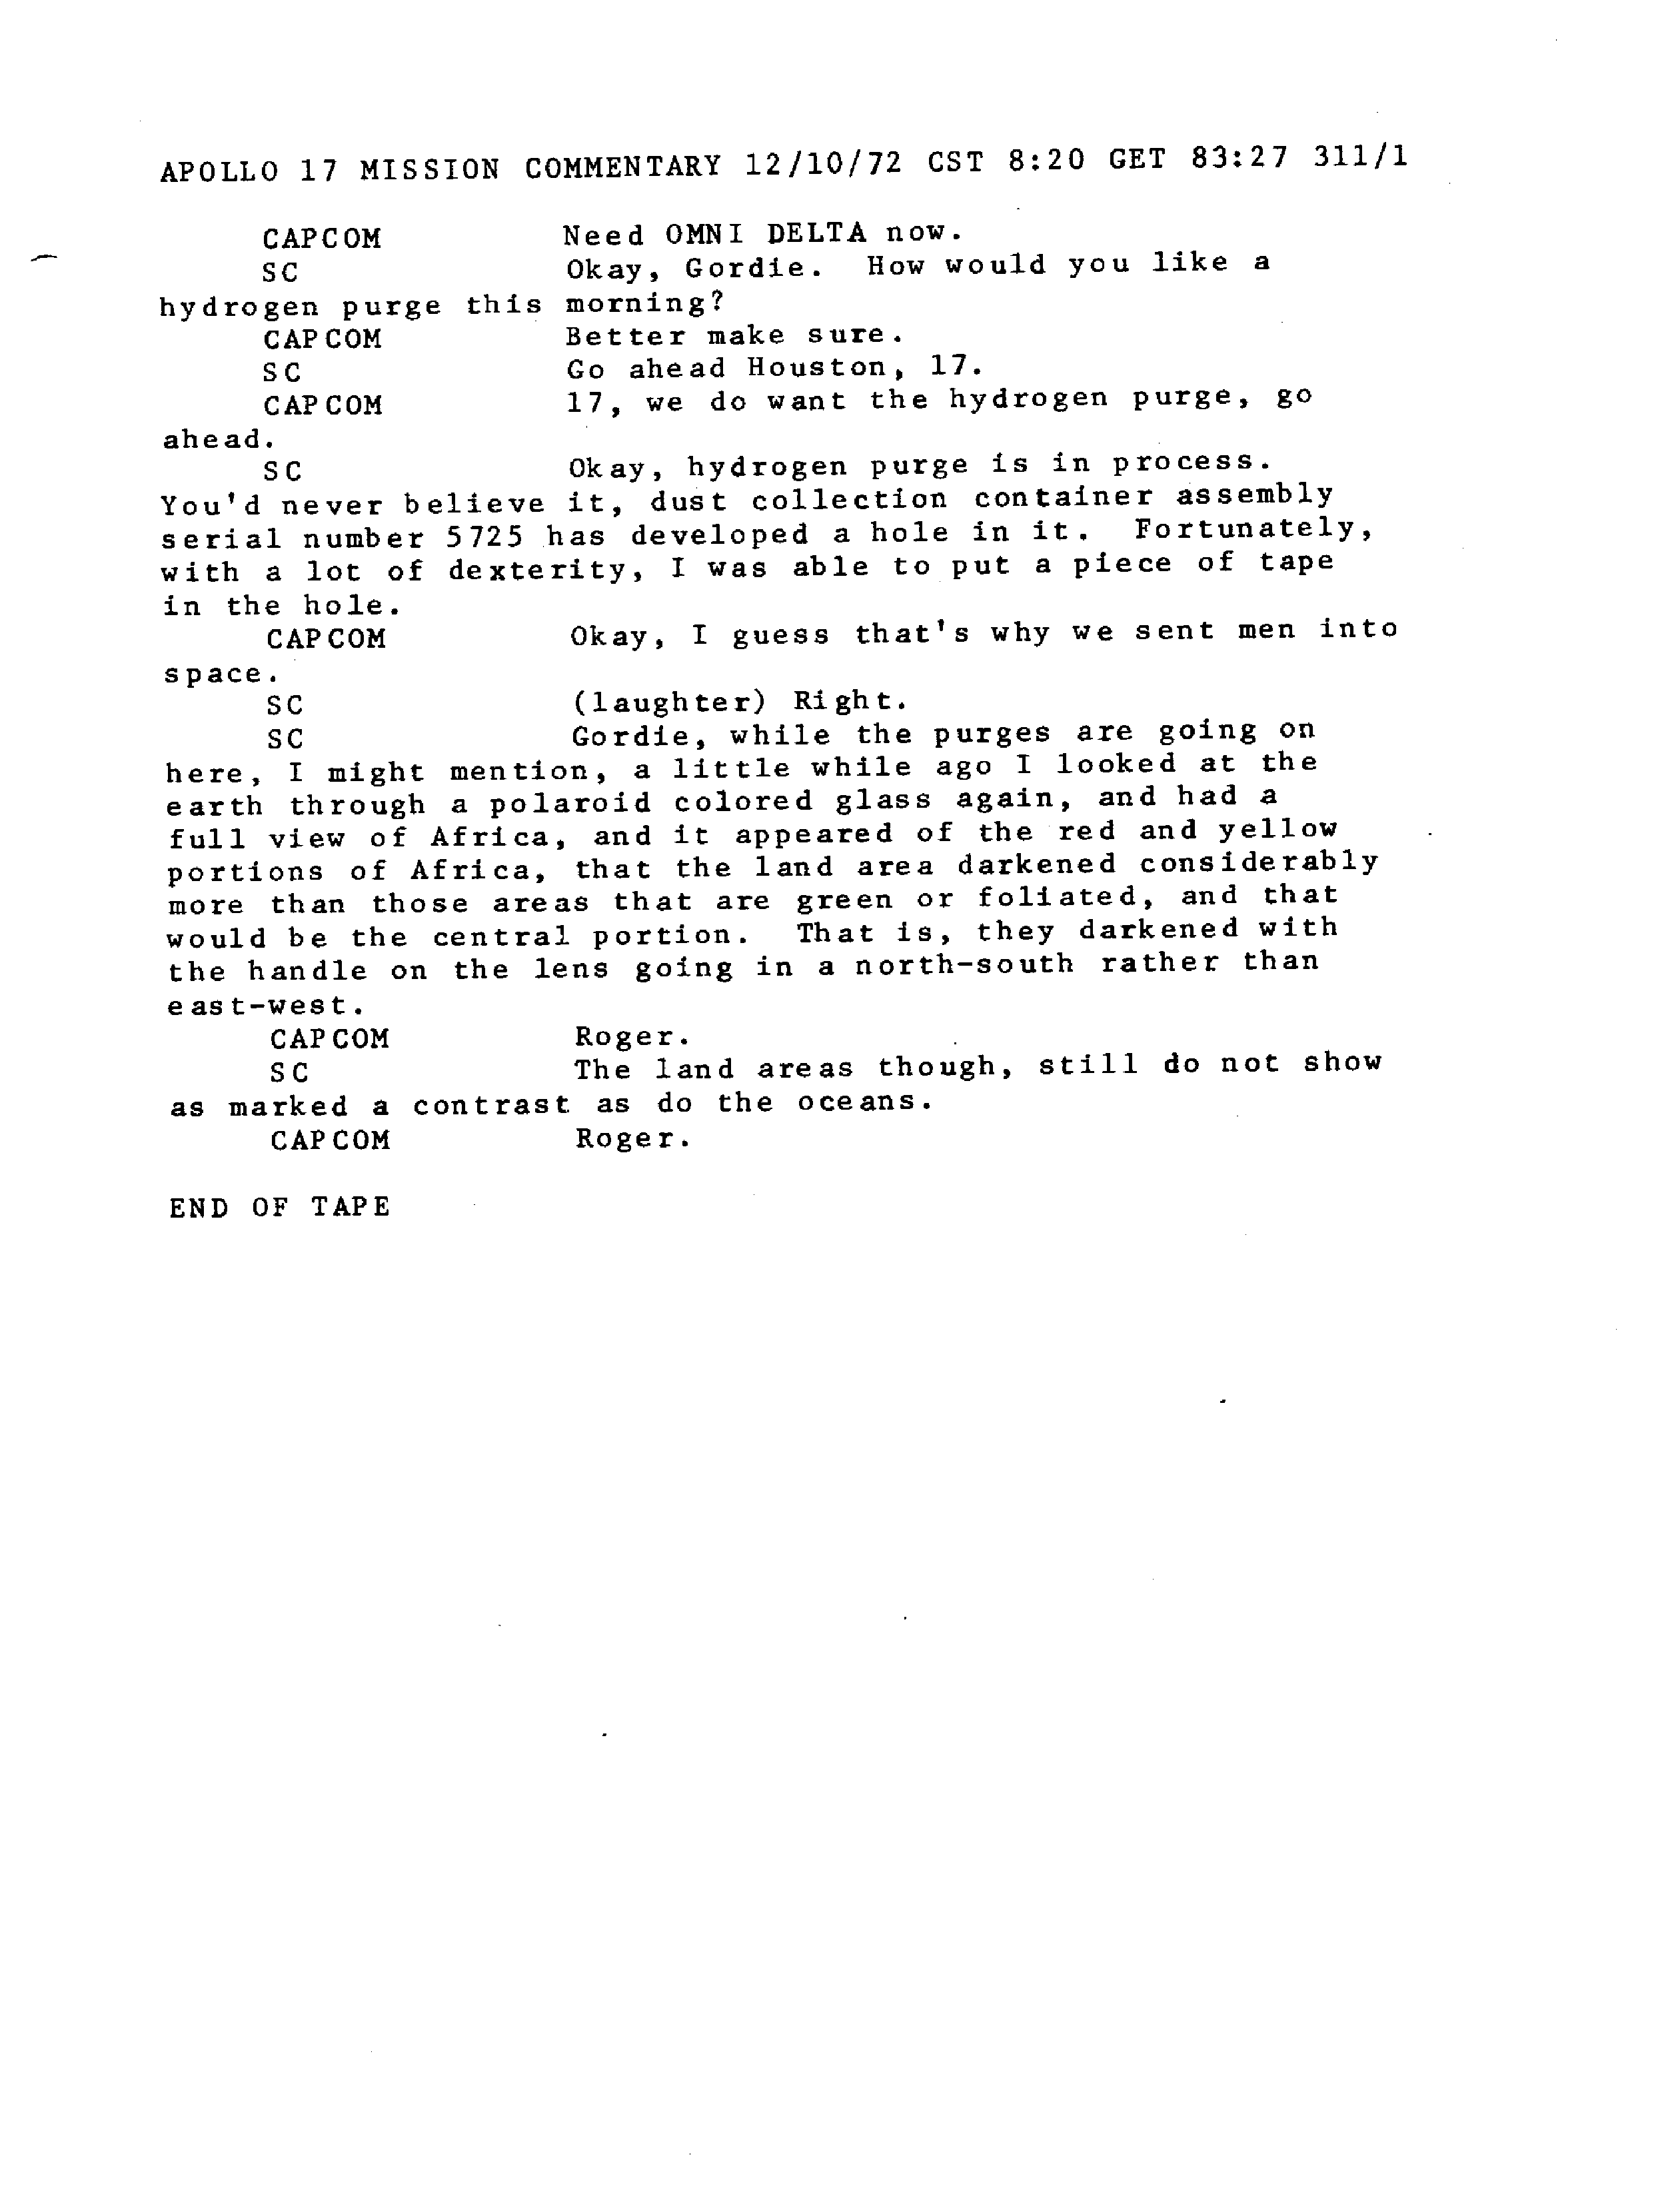 APOLLO 17 MISSION COMMENTARY 12/10/72 CST 8:20 GET 83:27 311/1
CAPCOM Need OMNI DELTA now.
SC Okay, Gordie. How would you like a
hydrogen purge this morning?
CAPCOM Better make sure.
SC Go ahead Houston, 17.
CAPCOM 17, we do want the hydrogen purge, go
ahead.
SC Okay, hydrogen purge is in process.
You'd never believe it, dust collection container assembly
serial number 5725 has developed a hole in it. Fortunately,
with a lot of dexterity, I was able to put a piece of tape
in the hole.
CAPCOM Okay, I guess that's why we sent men into
space.
SC (laughter) Right.
SC Gordie, while the purges are going on
here, I might mention, a little while ago I looked at the
earth through a polaroid colored glass again, and had a
full view of Africa, and it appeared of the red and yellow
portions of Africa, that the land area darkened considerably
more than those areas that are green or foliated, and that
would be the central portion. That is, they darkened with
the handle on the lens going in a north-south rather than
east-west.
CAPCOM Roger.
SC The land areas though, still do not show
as marked a contrast as do the oceans.
CAPCOM Roger.
END OF TAPE